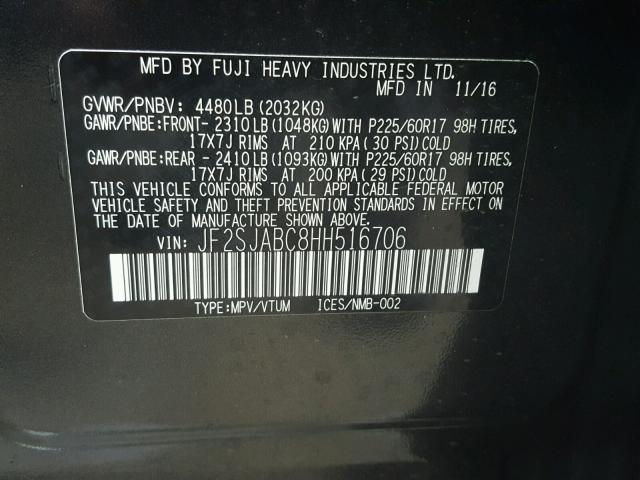 MFD BY FUJI HEAVY INDUSTRIES LTD.
MFD IN 11/16
GVWR/PNBV: 4480LB (2032KG)
GAWR/PNBE:FRONT- 2310LB (1048KG) WITH P225/60R17 98H TIRES,
17X7J RIMS AT 210 KPA (30 PSI) COLD
GAWR/PNBE:REAR - 2410LB (1093KG) WITH P225/60R17 98H TIRES,
17X7J RIMS AT 200 KPA (29 PSI) COLD
THIS VEHICLE CONFORMS TO ALL APPLICABLE FEDERAL MOTOR
VEHICLE SAFETY AND THEFT PREVENTION STANDARDS IN EFFECT
ON THE DATE OF MANUFACTURE SHOWN ABOVE.
VIN: JF2SJABC8HH516706
TYPE:MPV/VTUM ICES/NMB-002